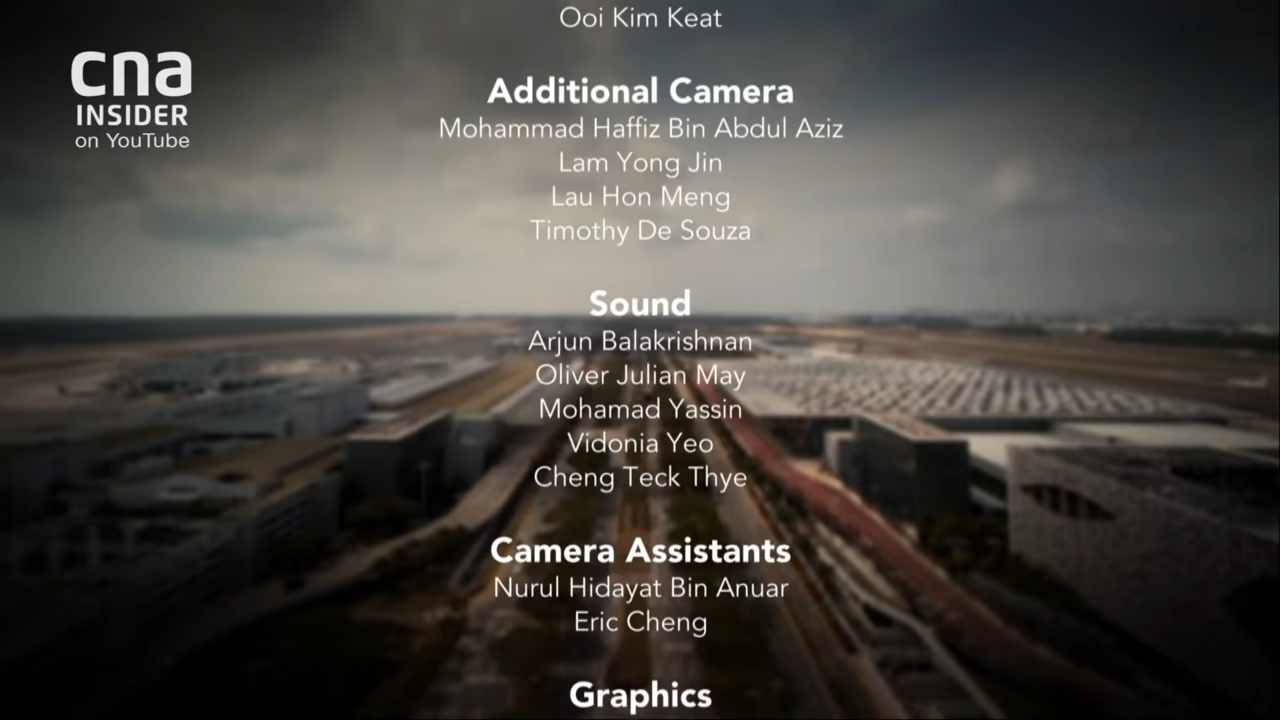 Ooi Kim Keat
cna
INSIDER
on YouTube
Additional Camera
Mohammad Haffiz Bin Abdul Aziz
Lam Yong Jin
Lau Hon Meng
Timothy De Souza
Sound
Arjun Balakrishnan
Oliver Julian May
Mohamad Yassin
Vidonia Yeo
Cheng Teck Thye
Camera Assistants
Nurul Hidayat Bin Anuar
Eric Cheng
Graphics